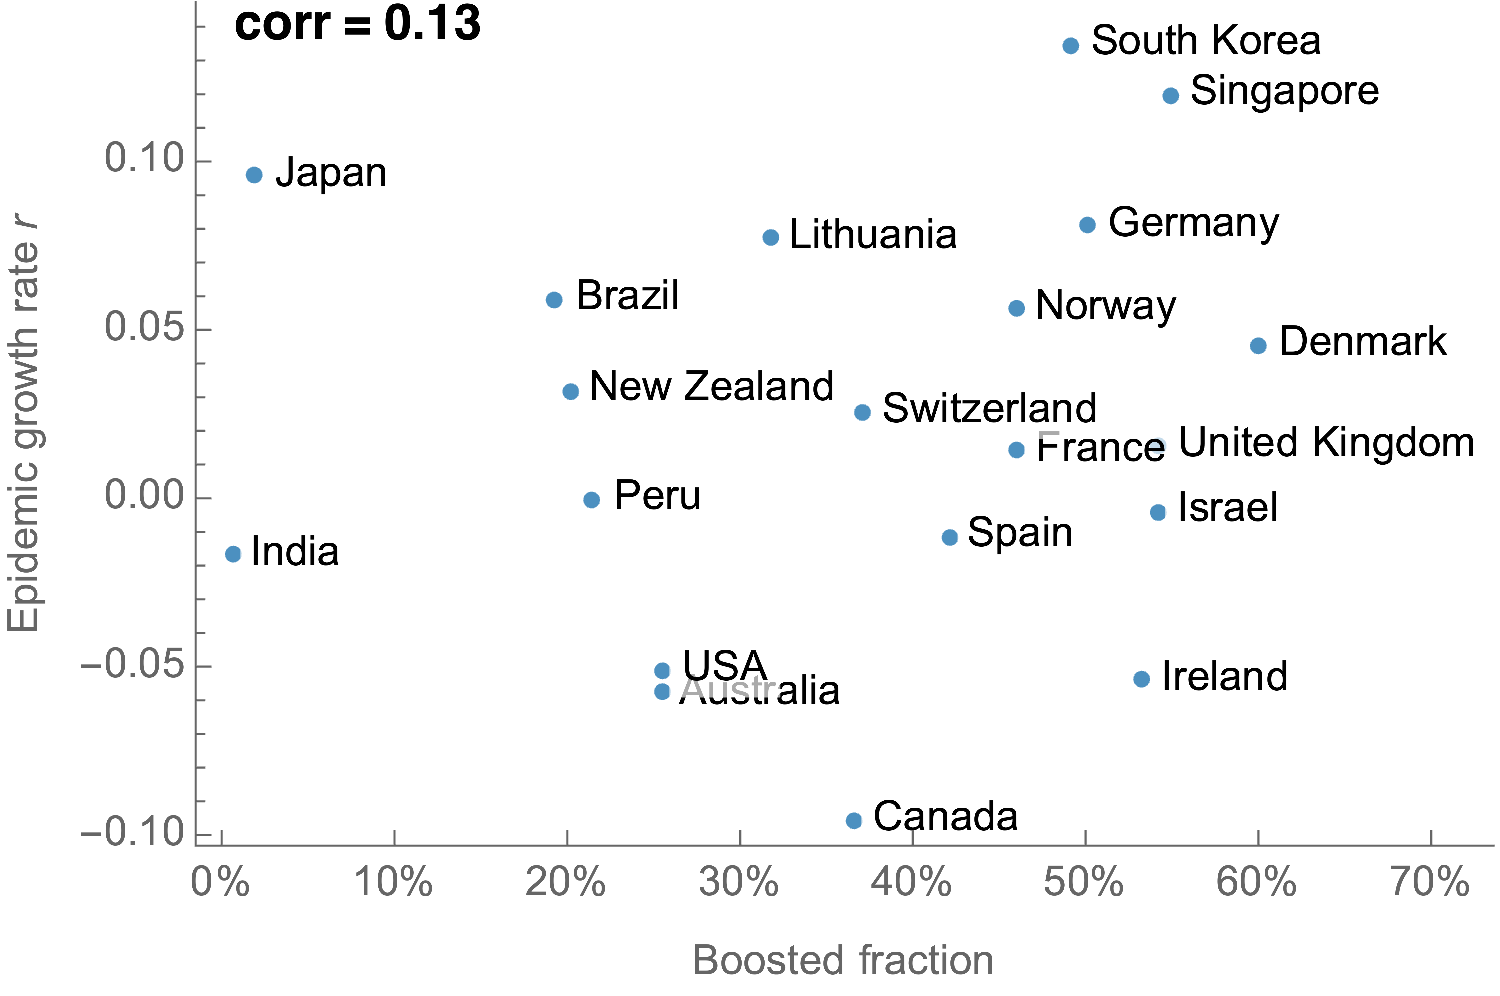 corr = 0.13
South Korea
Singapore
0.10
Japan
Germany
Lithuania
Brazil
Norway
0.05
Denmark
New Zealand
Switzerland
France
United Kingdom
0.00
Peru
Israel
Spain
India
−0.05
USA
Australia
Ireland
Canada
−0.10
Epidemic growth rate r
0% 10% 20% 30% 40% 50% 60% 70%
Boosted fraction